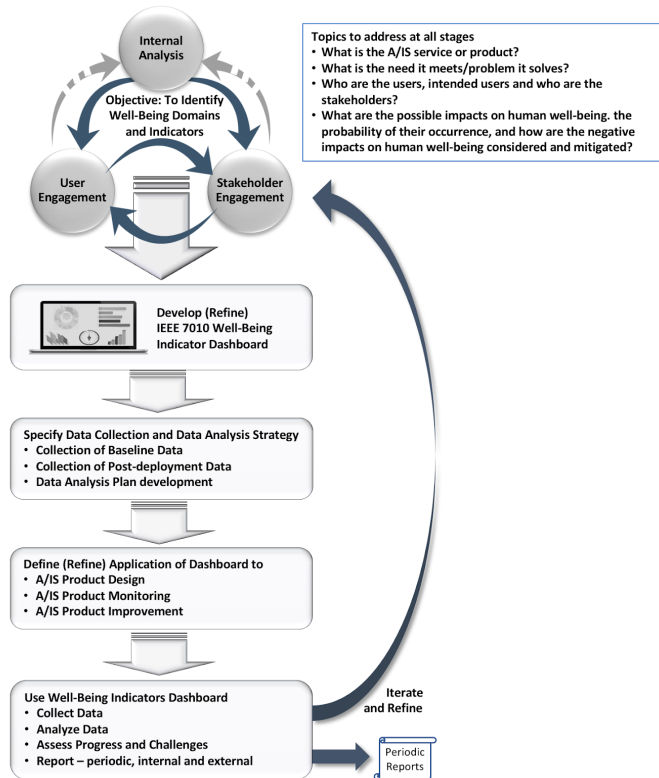 Internal
Analysis
Objective: To Identify
Well-Being Domains
and Indicators
User
Engagement
Stakeholder
Engagement
Topics to address at all stages
• What is the A/IS service or product?
• What is the need it meets/problem it solves?
• Who are the users, intended users and who are the
stakeholders?
• What are the possible impacts on human well-being. the
probability of their occurrence, and how are the negative
impacts on human well-being considered and mitigated?
Develop (Refine)
IEEE 7010 Well-Being
Indicator Dashboard
Specify Data Collection and Data Analysis Strategy
• Collection of Baseline Data
• Collection of Post-deployment Data
• Data Analysis Plan development
Define (Refine) Application of Dashboard to
• A/IS Product Design
• A/IS Product Monitoring
• A/IS Product Improvement
Use Well-Being Indicators Dashboard
• Collect Data
• Analyze Data
• Assess Progress and Challenges
• Report – periodic, internal and external
Iterate
and Refine
Periodic
Reports